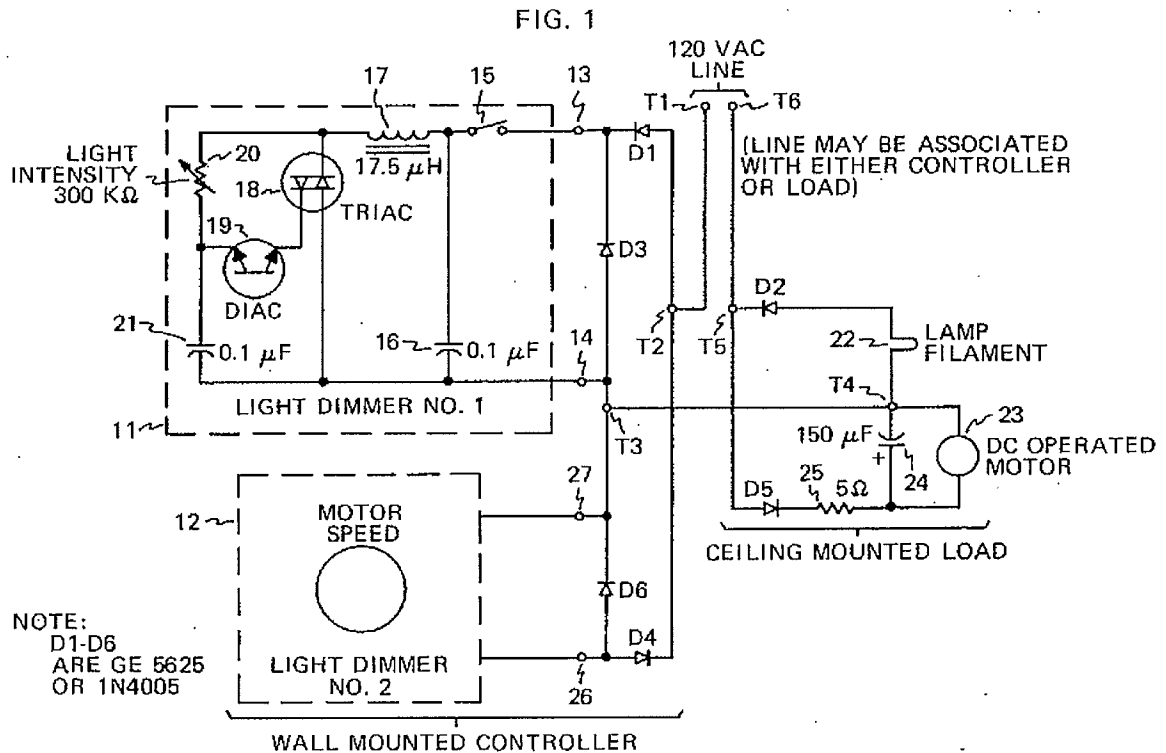 FIG. 1
120 VAC
LINE
T1
T6
13
15
17
(LINE MAY BE ASSOCIATED
WITH EITHER CONTROLLER
OR LOAD)
LIGHT
INTENSITY
300 KΩ
20
18
17.5 μH
TRIAC
D1
19
DIAC
D3
D2
T2
T5
22
LAMP
FILAMENT
21
0.1 μF
16
0.1 μF
14
T4
23
LIGHT DIMMER NO. 1
11
T3
150 μF
+
24
DC OPERATED
MOTOR
25
5Ω
D5
27
12
MOTOR
SPEED
CEILING MOUNTED LOAD
D6
NOTE:
D1-D6
ARE GE 5625
OR 1N4005
D4
LIGHT DIMMER
NO. 2
26
WALL MOUNTED CONTROLLER